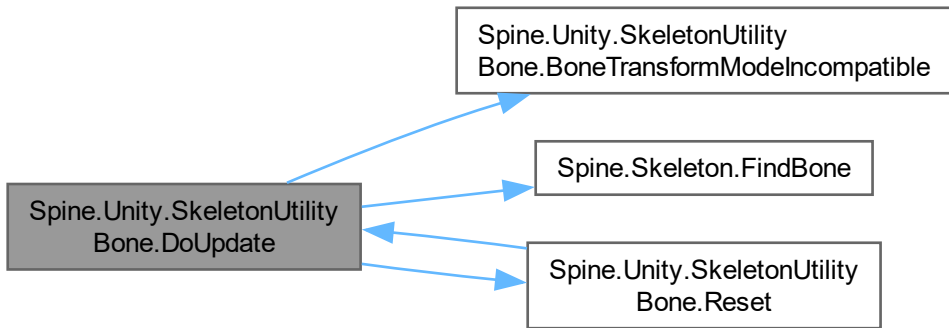 Spine.Unity.SkeletonUtility
Bone.DoUpdate
Spine.Unity.SkeletonUtility
Bone.BoneTransformModeIncompatible
Spine.Skeleton.FindBone
Spine.Unity.SkeletonUtility
Bone.Reset